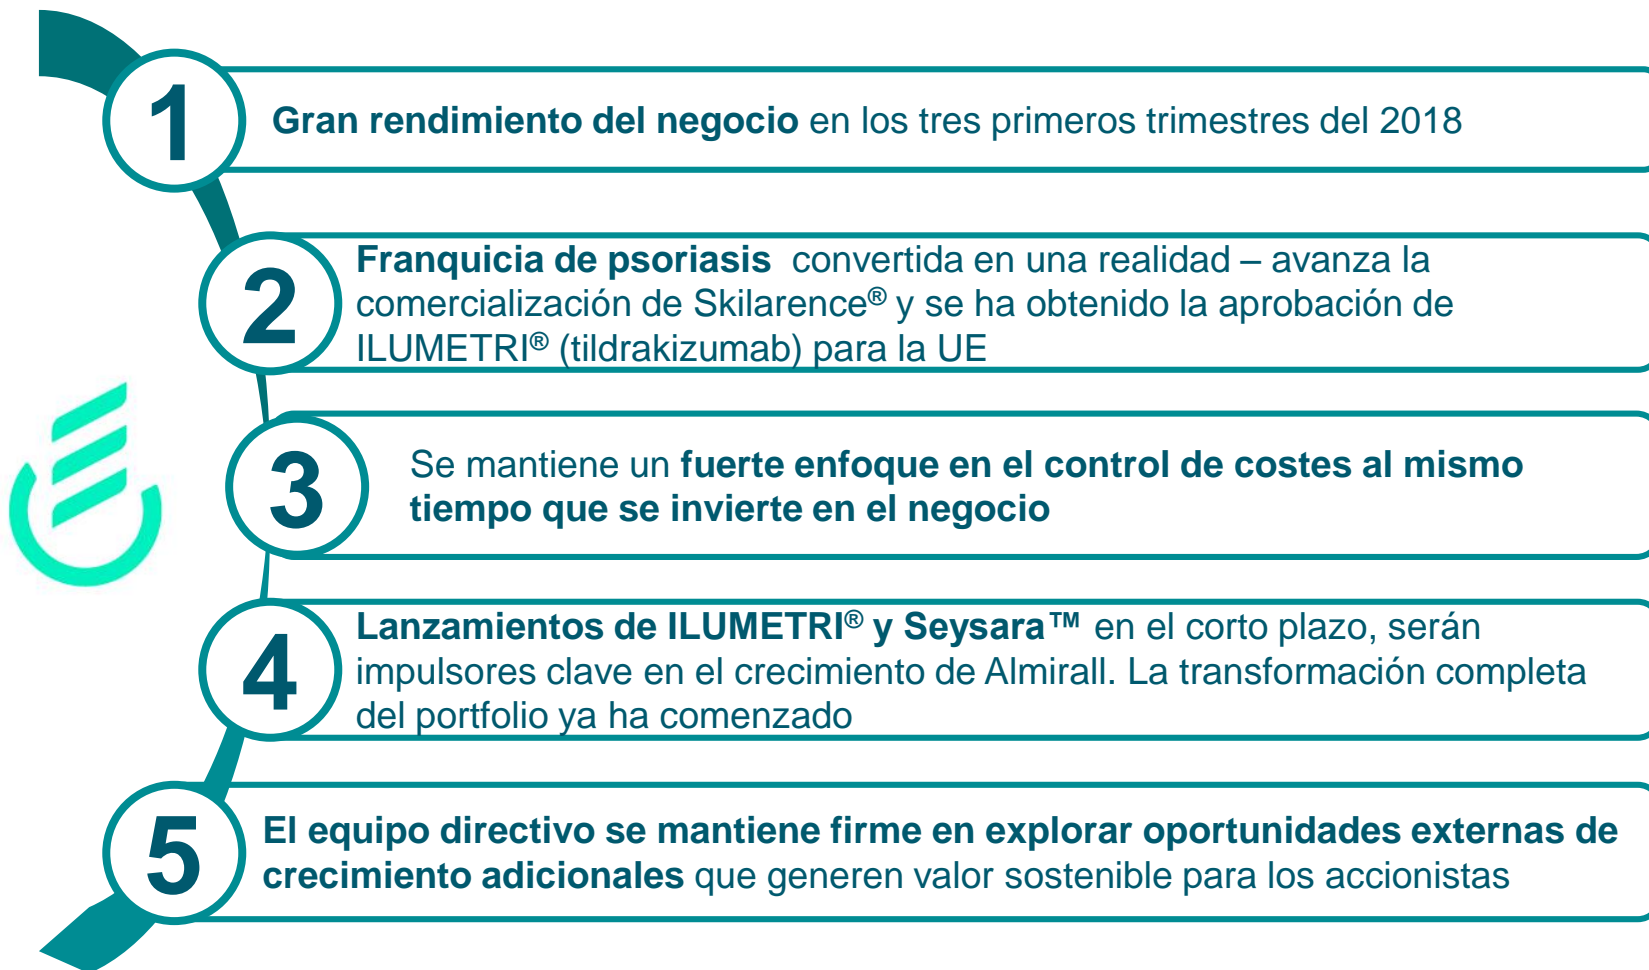 1
Gran rendimiento del negocio en los tres primeros trimestres del 2018
2
Franquicia de psoriasis convertida en una realidad – avanza la
comercialización de Skilarence® y se ha obtenido la aprobación de
ILUMETRI® (tildrakizumab) para la UE
3
Se mantiene un fuerte enfoque en el control de costes al mismo
tiempo que se invierte en el negocio
4
Lanzamientos de ILUMETRI® y Seysara™ en el corto plazo, serán
impulsores clave en el crecimiento de Almirall. La transformación completa
del portfolio ya ha comenzado
5
El equipo directivo se mantiene firme en explorar oportunidades externas de
crecimiento adicionales que generen valor sostenible para los accionistas